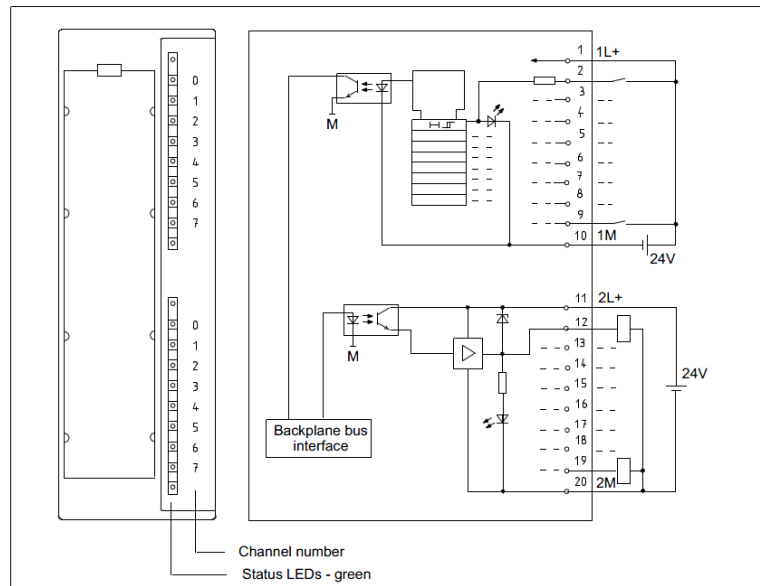 0
1
2
3
4
5
6
7
0
1
2
3
4
5
6
7
Channel number
Status LEDs - green
M
1 1L+
2
3
4
5
6
7
8
9
10 1M
24V
M
Backplane bus
interface
11 2L+
12
13
14
15
16
17
18
19
20 2M
24V